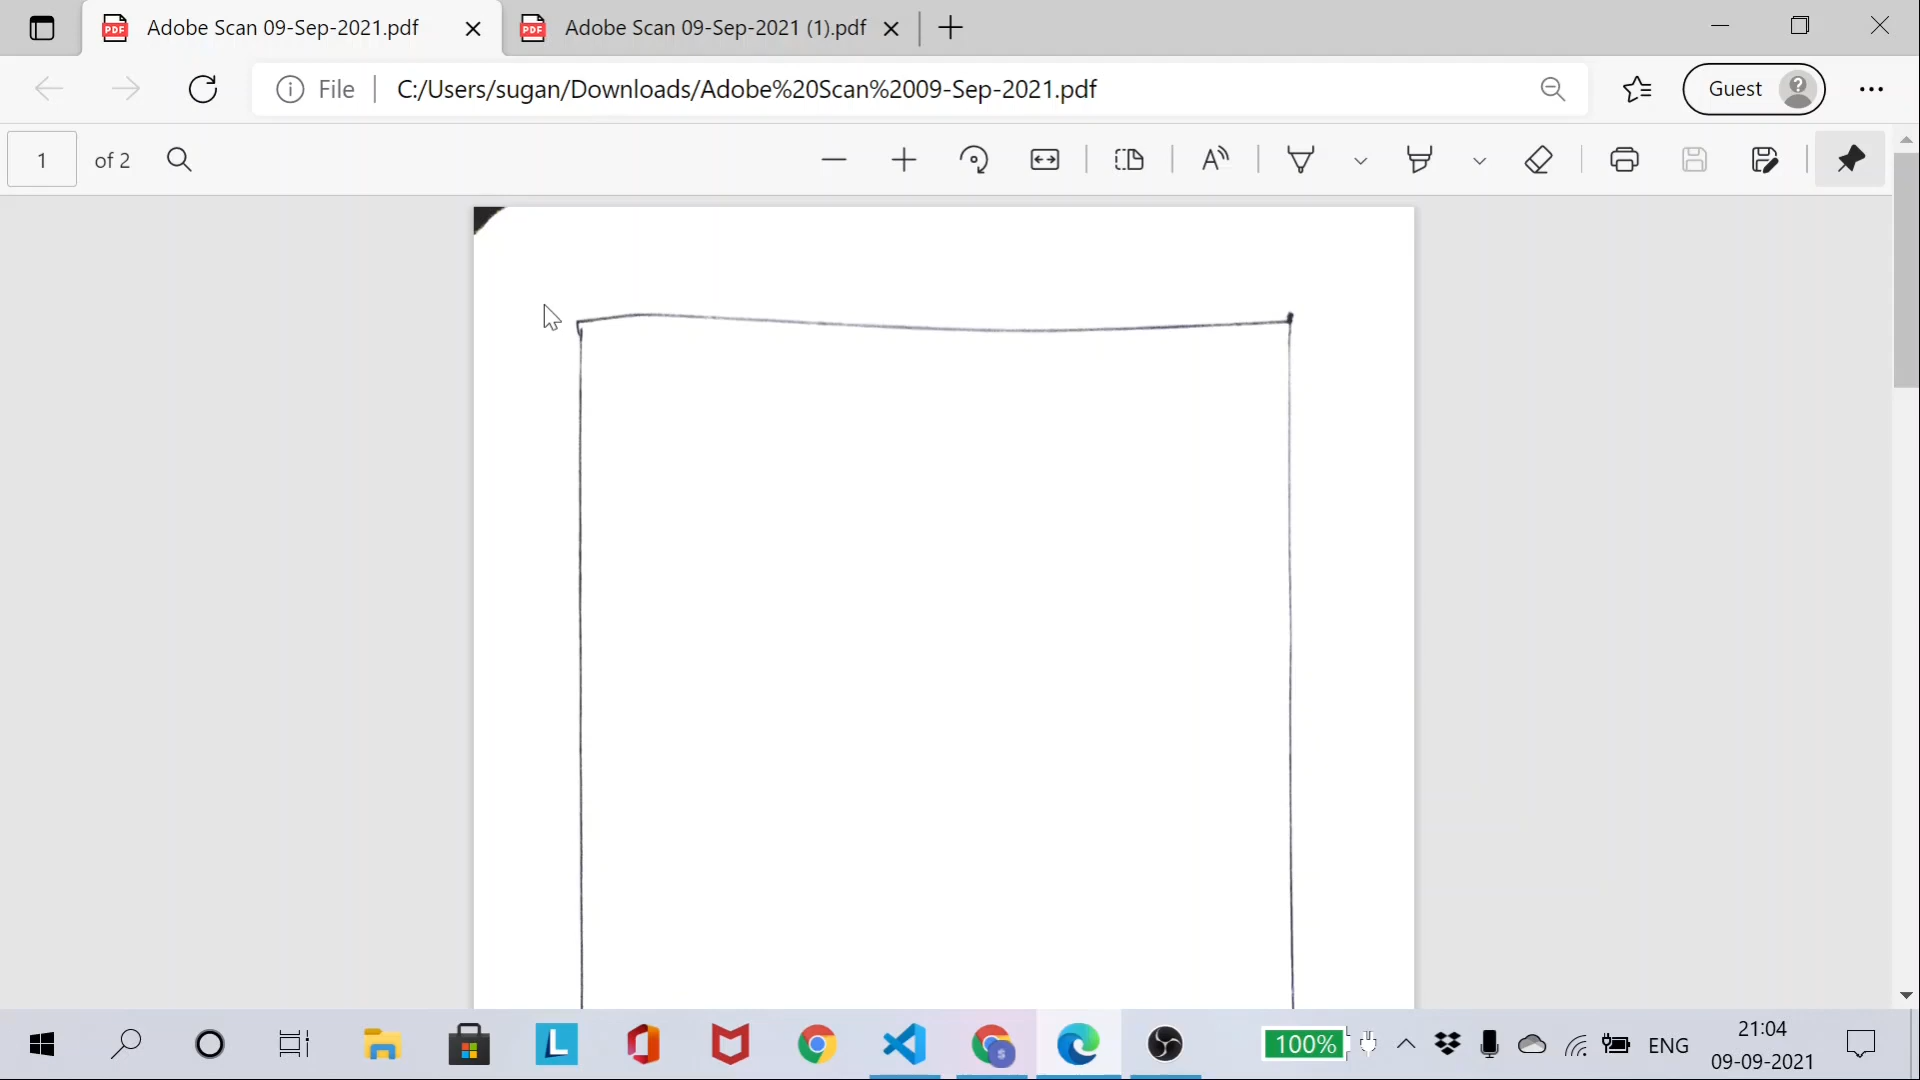 Adobe Scan 09-Sep-2021.pdf
Adobe Scan 09-Sep-2021 (1).pdf
File
C:/Users/sugan/Downloads/Adobe%20Scan%2009-Sep-2021.pdf
Guest
1 of 2
100%
ENG
21:04
09-09-2021